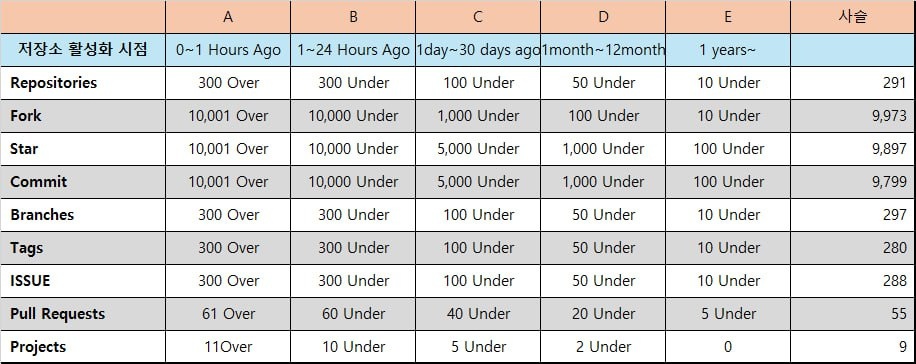 A B C D E 사슬
저장소 활성화 시점 0~1 Hours Ago 1~24 Hours Ago 1day~30 days ago 1month~12month 1 years~
Repositories 300 Over 300 Under 100 Under 50 Under 10 Under 291
Fork 10,001 Over 10,000 Under 1,000 Under 100 Under 10 Under 9,973
Star 10,001 Over 10,000 Under 5,000 Under 1,000 Under 100 Under 9,897
Commit 10,001 Over 10,000 Under 5,000 Under 1,000 Under 100 Under 9,799
Branches 300 Over 300 Under 100 Under 50 Under 10 Under 297
Tags 300 Over 300 Under 100 Under 50 Under 10 Under 280
ISSUE 300 Over 300 Under 100 Under 50 Under 10 Under 288
Pull Requests 61 Over 60 Under 40 Under 20 Under 5 Under 55
Projects 11Over 10 Under 5 Under 2 Under 0 9